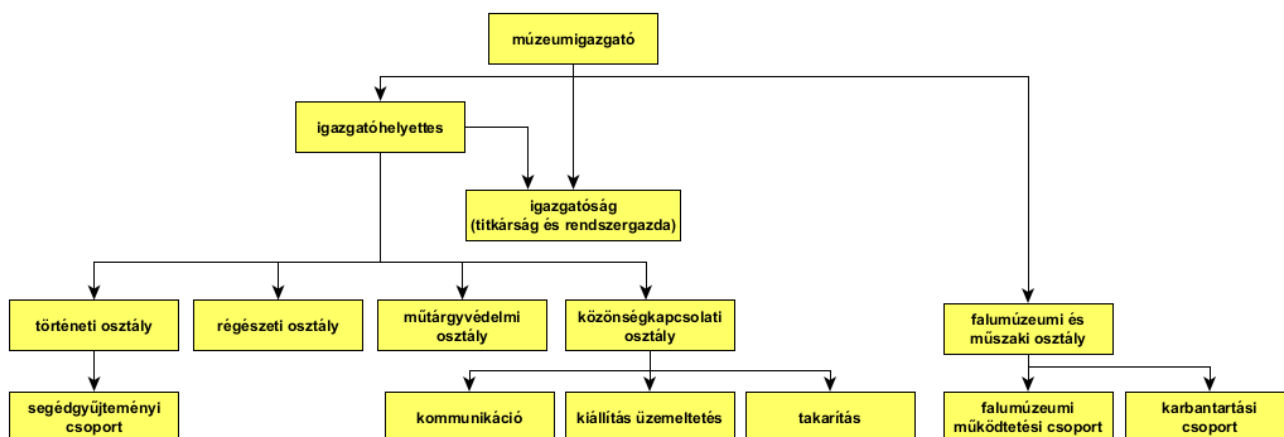 múzeumigazgató
igazgatóhelyettes
igazgatóság
(titkárság és rendszergazda)
történeti osztály
régészeti osztály
műtárgyvédelmi
osztály
közönségkapcsolati
osztály
falumúzeumi és
műszaki osztály
segédgyűjteményi
csoport
kommunikáció
kiállítás üzemeltetés
takarítás
falumúzeumi
működtetési csoport
karbantartási
csoport